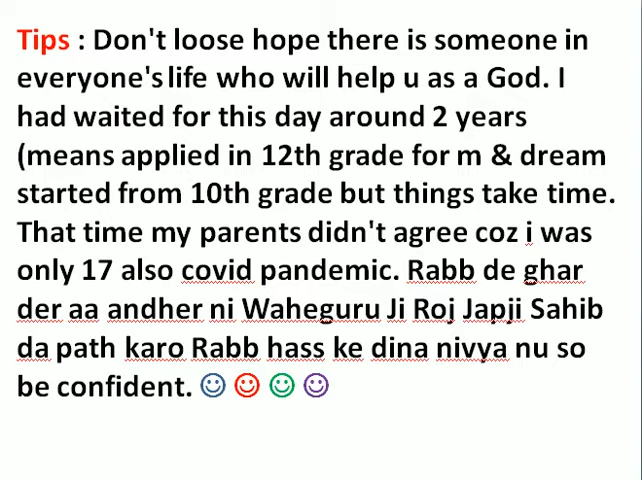 Tips : Don't loose hope there is someone in
everyone's life who will help u as a God. I
had waited for this day around 2 years
(means applied in 12th grade for m & dream
started from 10th grade but things take time.
That time my parents didn't agree coz i was
only 17 also covid pandemic. Rabb de ghar
der aa andher ni Waheguru Ji Roj Japji Sahib
da path karo Rabb hass ke dina nivya nu so
be confident. ☺ ☺ ☺ ☺